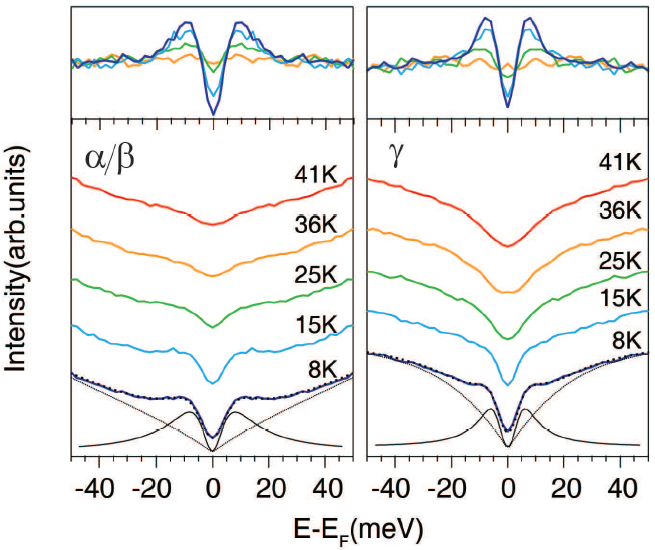 α/β
41K
36K
25K
15K
8K
γ
41K
36K
25K
15K
8K
Intensity(arb.units)
-40 -20 0 20 40
-40 -20 0 20 40
E-E_F(meV)